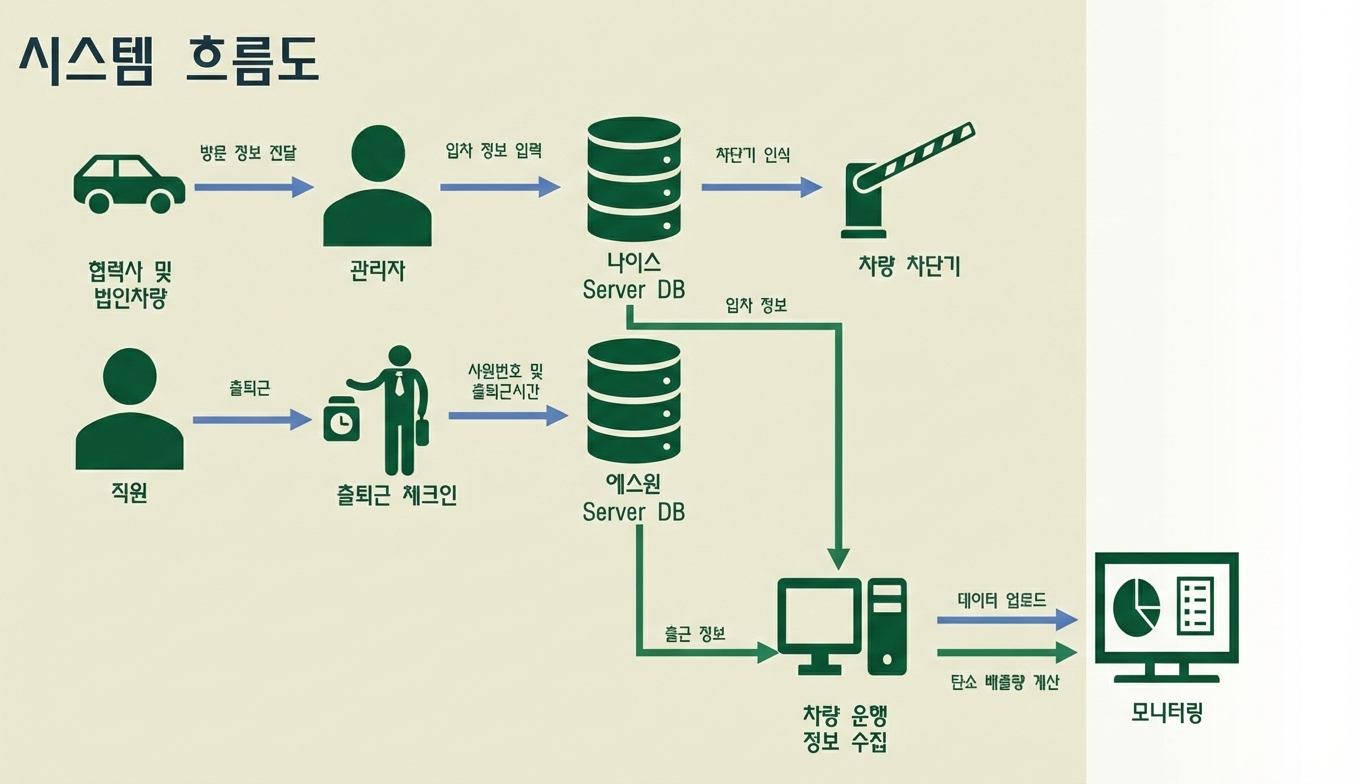 시스템 흐름도
방문 정보 전달
입차 정보 입력
차단기 인식
협력사 및
법인차량
관리자
나이스
Server DB
차량 차단기
입차 정보
출퇴근
사원번호 및
출퇴근시간
직원
출퇴근 체크인
에스원
Server DB
출근 정보
데이터 업로드
탄소 배출량 계산
차량 운행
정보 수집
모니터링